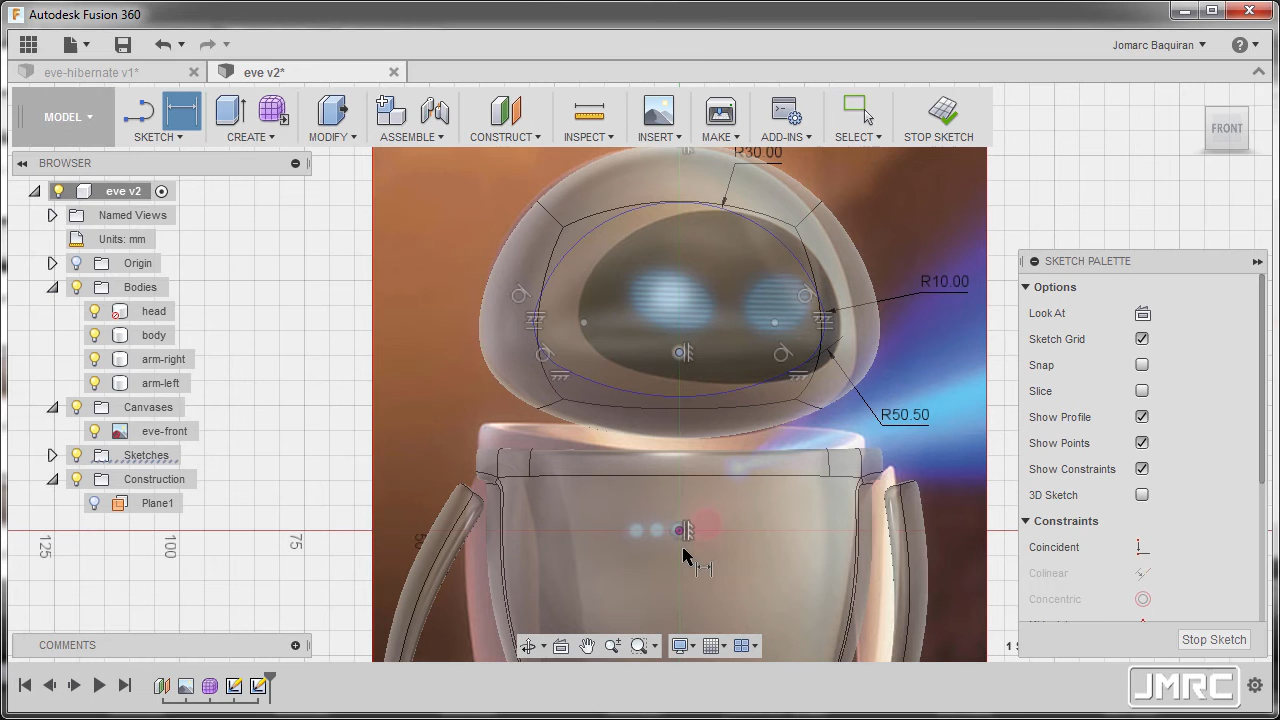 Autodesk Fusion 360
Jomarc Baquiran
eve-hibernate v1*
eve v2*
MODEL
SKETCH
CREATE
MODIFY
ASSEMBLE
CONSTRUCT
INSPECT
INSERT
MAKE
ADD-INS
SELECT
STOP SKETCH
FRONT
BROWSER
eve v2
Named Views
Units: mm
Origin
Bodies
head
body
arm-right
arm-left
Canvases
eve-front
Sketches
Construction
Plane1
125
100
75
50
R30.00
R10.00
R50.50
SKETCH PALETTE
Options
Look At
Sketch Grid
Snap
Slice
Show Profile
Show Points
Show Constraints
3D Sketch
Constraints
Coincident
Colinear
Concentric
Stop Sketch
COMMENTS
JMRC